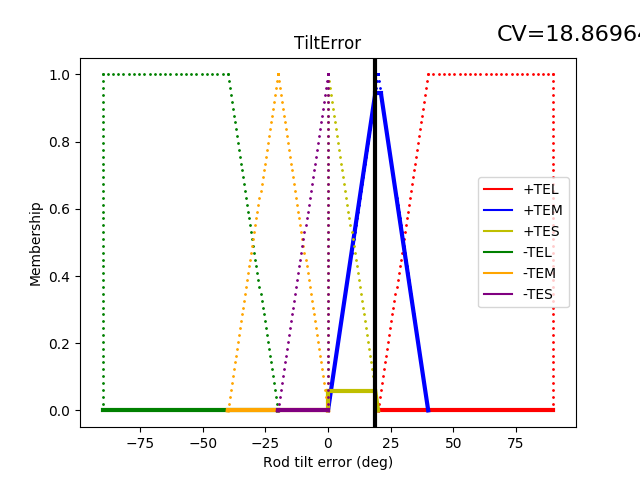 CV=18.8696
TiltError
1.0
0.8
0.6
0.4
0.2
0.0
Membership
+TEL
+TEM
+TES
-TEL
-TEM
-TES
−75
−50
−25
0
25
50
75
Rod tilt error (deg)